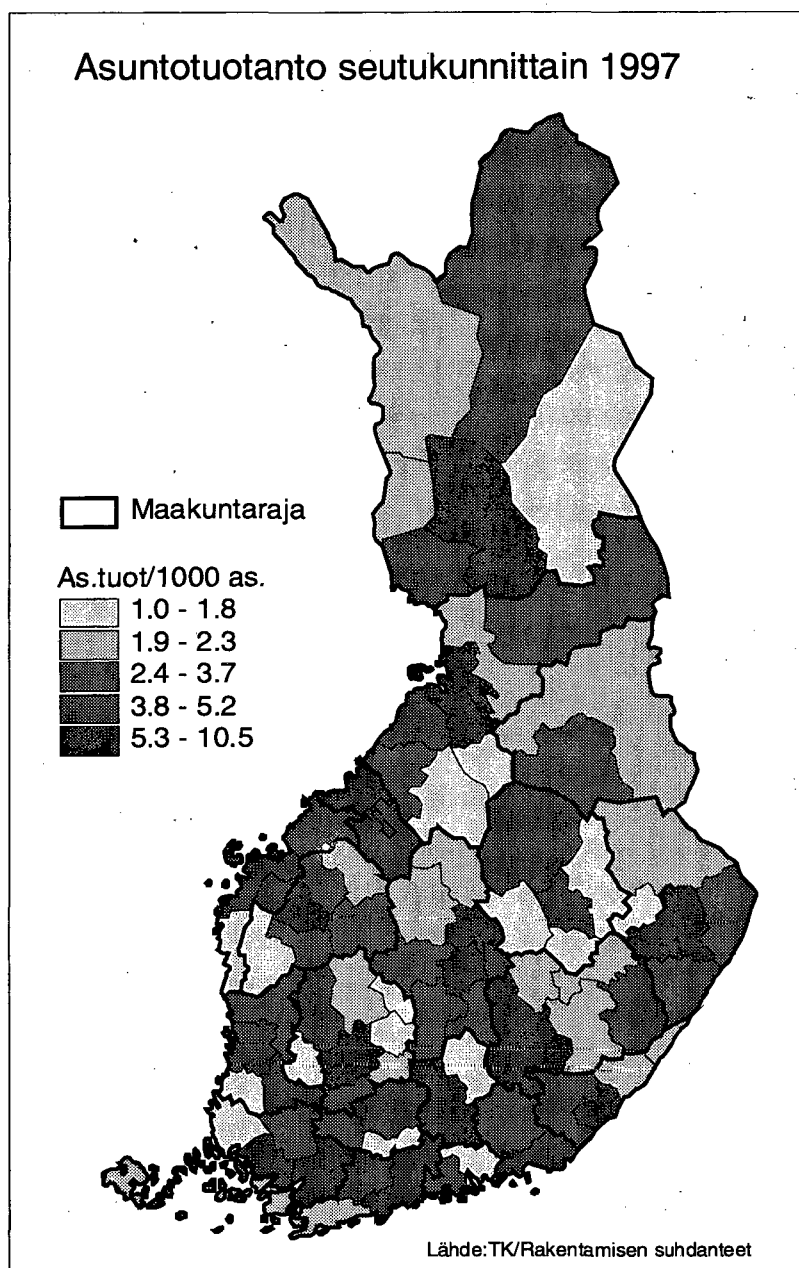 Asuntotuotanto seutukunnittain 1997
Maakuntaraja
As.tuot/1000 as.
1.0 - 1.8
1.9 - 2.3
2.4 - 3.7
3.8 - 5.2
5.3 - 10.5
Lähde:TK/Rakentamisen suhdanteet